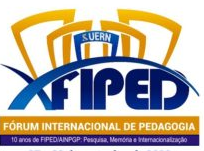 UERN
XFIPED
FÓRUM INTERNACIONAL DE PEDAGOGIA
10 anos de FIPED/AINPGP: Pesquisa, Memória e Internacionalização